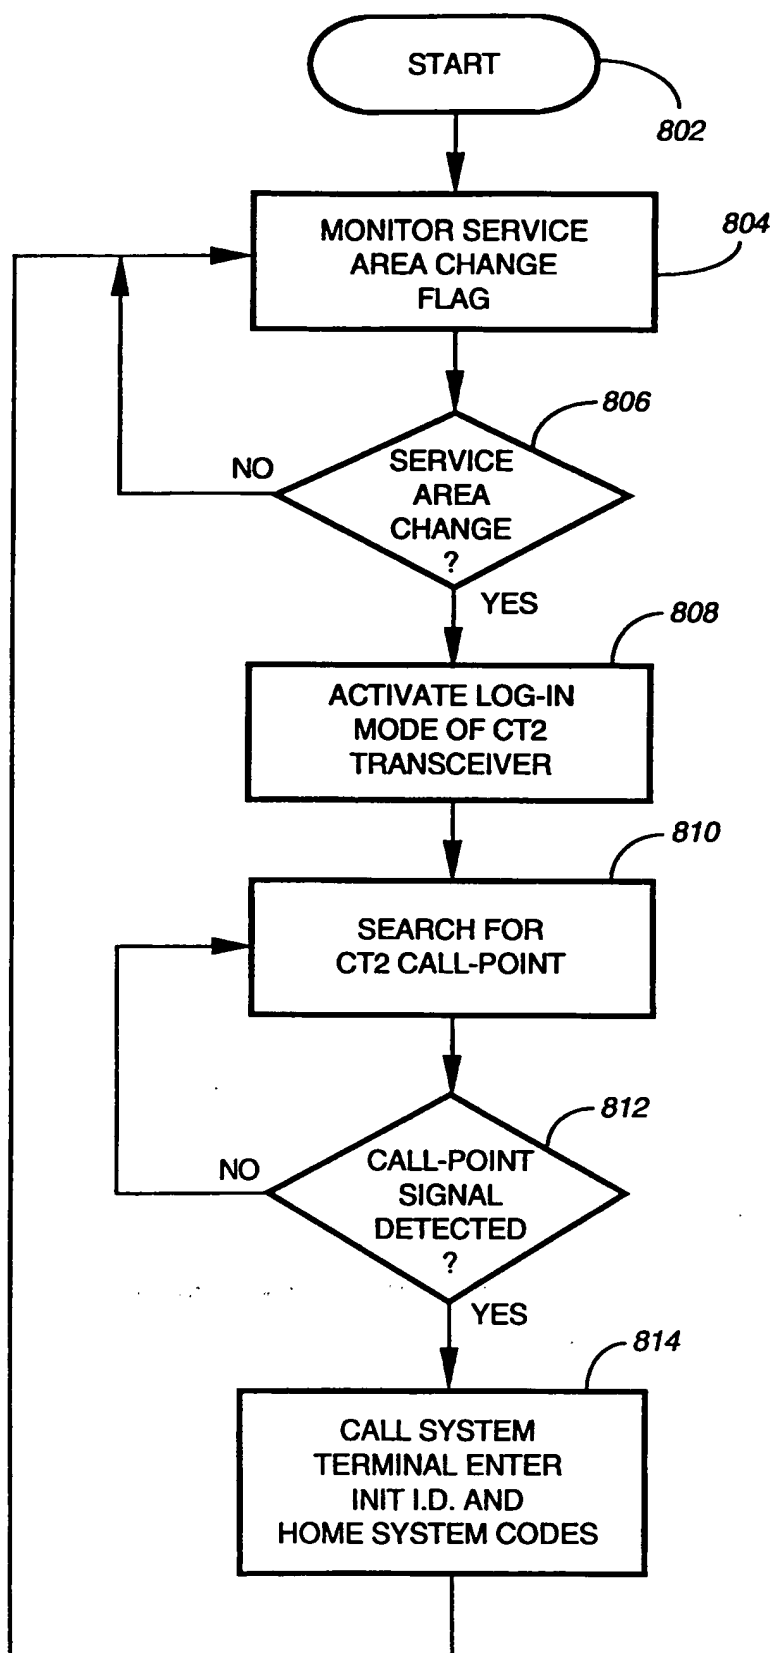 START
802
MONITOR SERVICE
AREA CHANGE
FLAG
804
806
SERVICE
AREA
CHANGE
?
NO
YES
808
ACTIVATE LOG-IN
MODE OF CT2
TRANSCEIVER
810
SEARCH FOR
CT2 CALL-POINT
812
CALL-POINT
SIGNAL
DETECTED
?
NO
YES
814
CALL SYSTEM
TERMINAL ENTER
INIT I.D. AND
HOME SYSTEM CODES